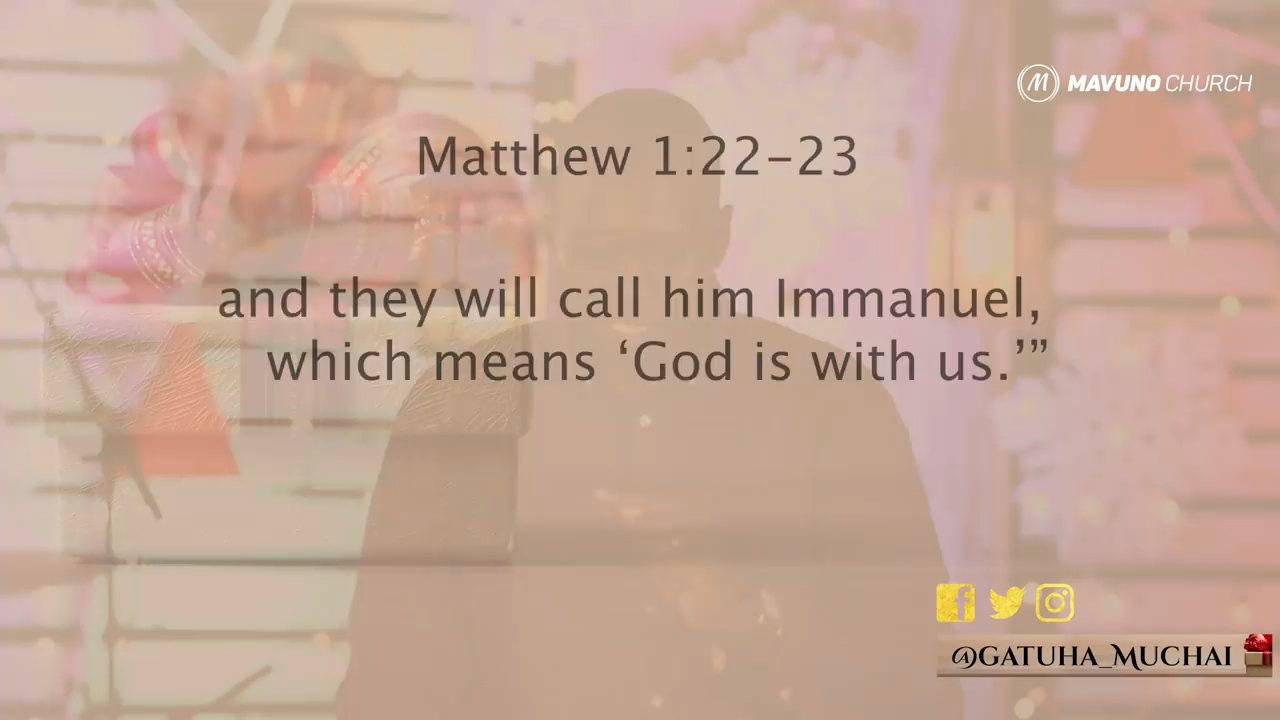 MAVUNO CHURCH
Matthew 1:22–23
and they will call him Immanuel,
which means ‘God is with us.’”
@GATUHA_MUCHAI